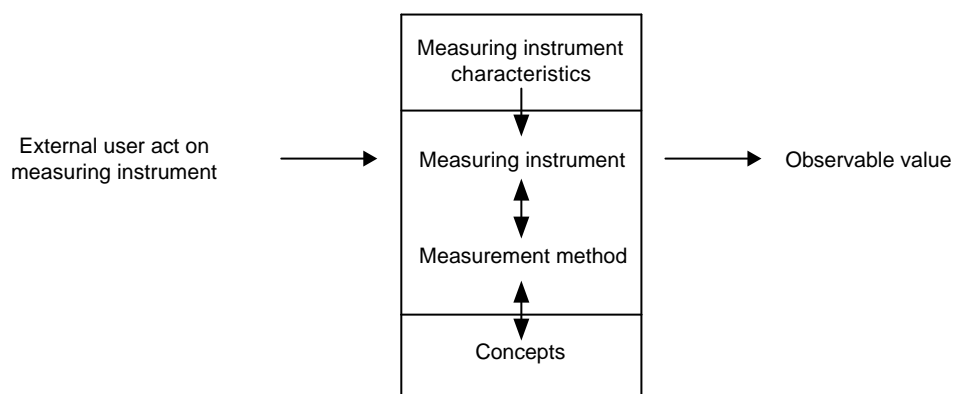 Measuring instrument
characteristics
External user act on
measuring instrument
Measuring instrument
Observable value
Measurement method
Concepts